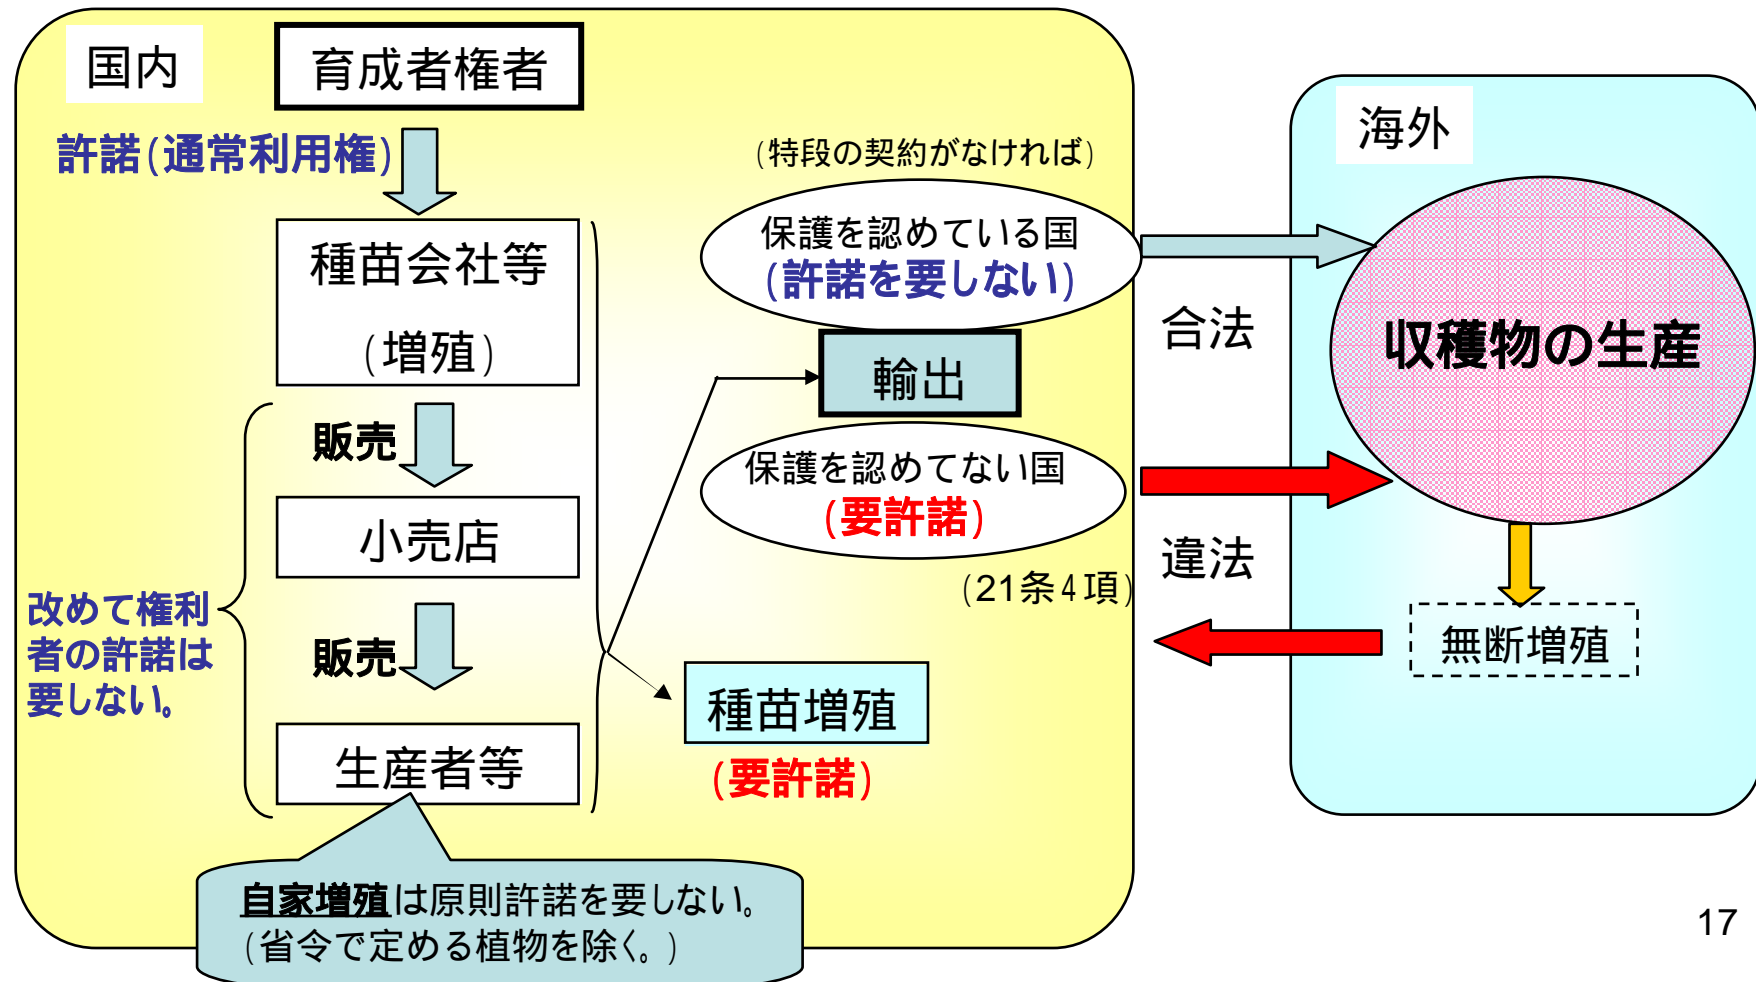 国内
育成者権者
許諾(通常利用権)
種苗会社等
(増殖)
販売
小売店
販売
生産者等
改めて権利
者の許諾は
要しない。
自家増殖は原則許諾を要しない。
(省令で定める植物を除く。)
(特段の契約がなければ)
保護を認めている国
(許諾を要しない)
輸出
保護を認めてない国
(要許諾)
(21条4項)
種苗増殖
(要許諾)
合法
違法
海外
収穫物の生産
無断増殖
17